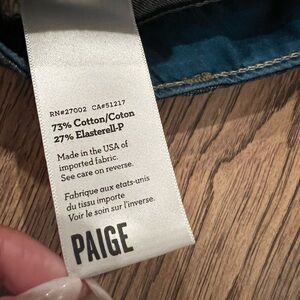 RN#27002 CA#51217
73% Cotton/Coton
27% Elasterell-P
Made in the USA of
imported fabric.
See care on reverse.
Fabrique aux etats-unis
du tissu importe
Voir le soin sur l'inverse.
PAIGE